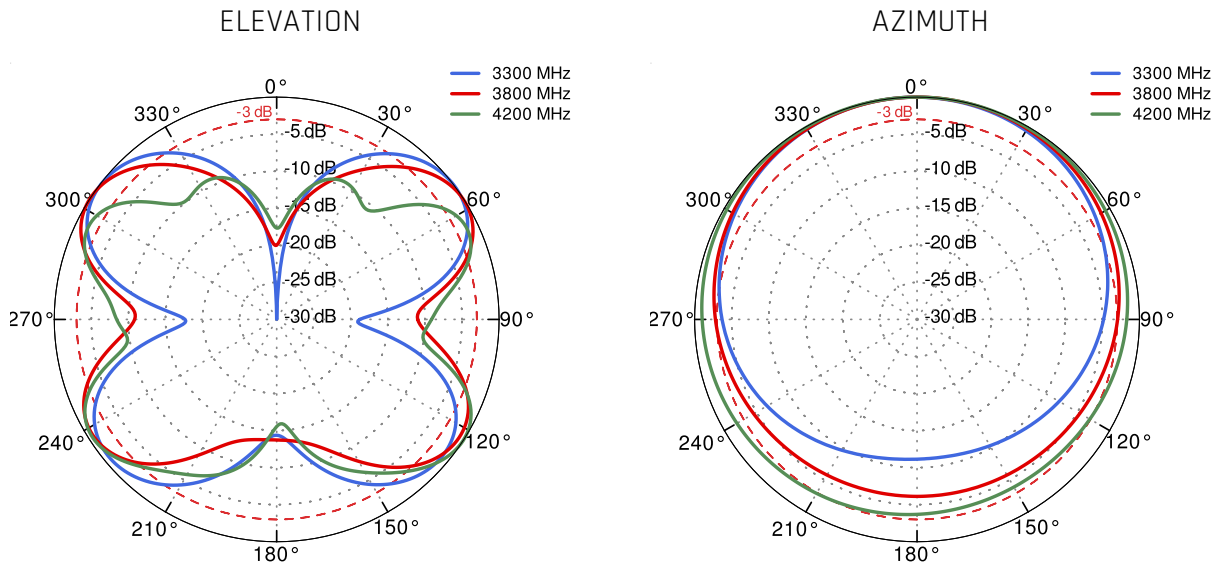 ELEVATION
3300 MHz
3800 MHz
4200 MHz
0°
330°
30°
300°
60°
270°
90°
240°
120°
210°
150°
180°
-3 dB
-5 dB
-10 dB
-15 dB
-20 dB
-25 dB
-30 dB
AZIMUTH
3300 MHz
3800 MHz
4200 MHz
0°
330°
30°
300°
60°
270°
90°
240°
120°
210°
150°
180°
-3 dB
-5 dB
-10 dB
-15 dB
-20 dB
-25 dB
-30 dB